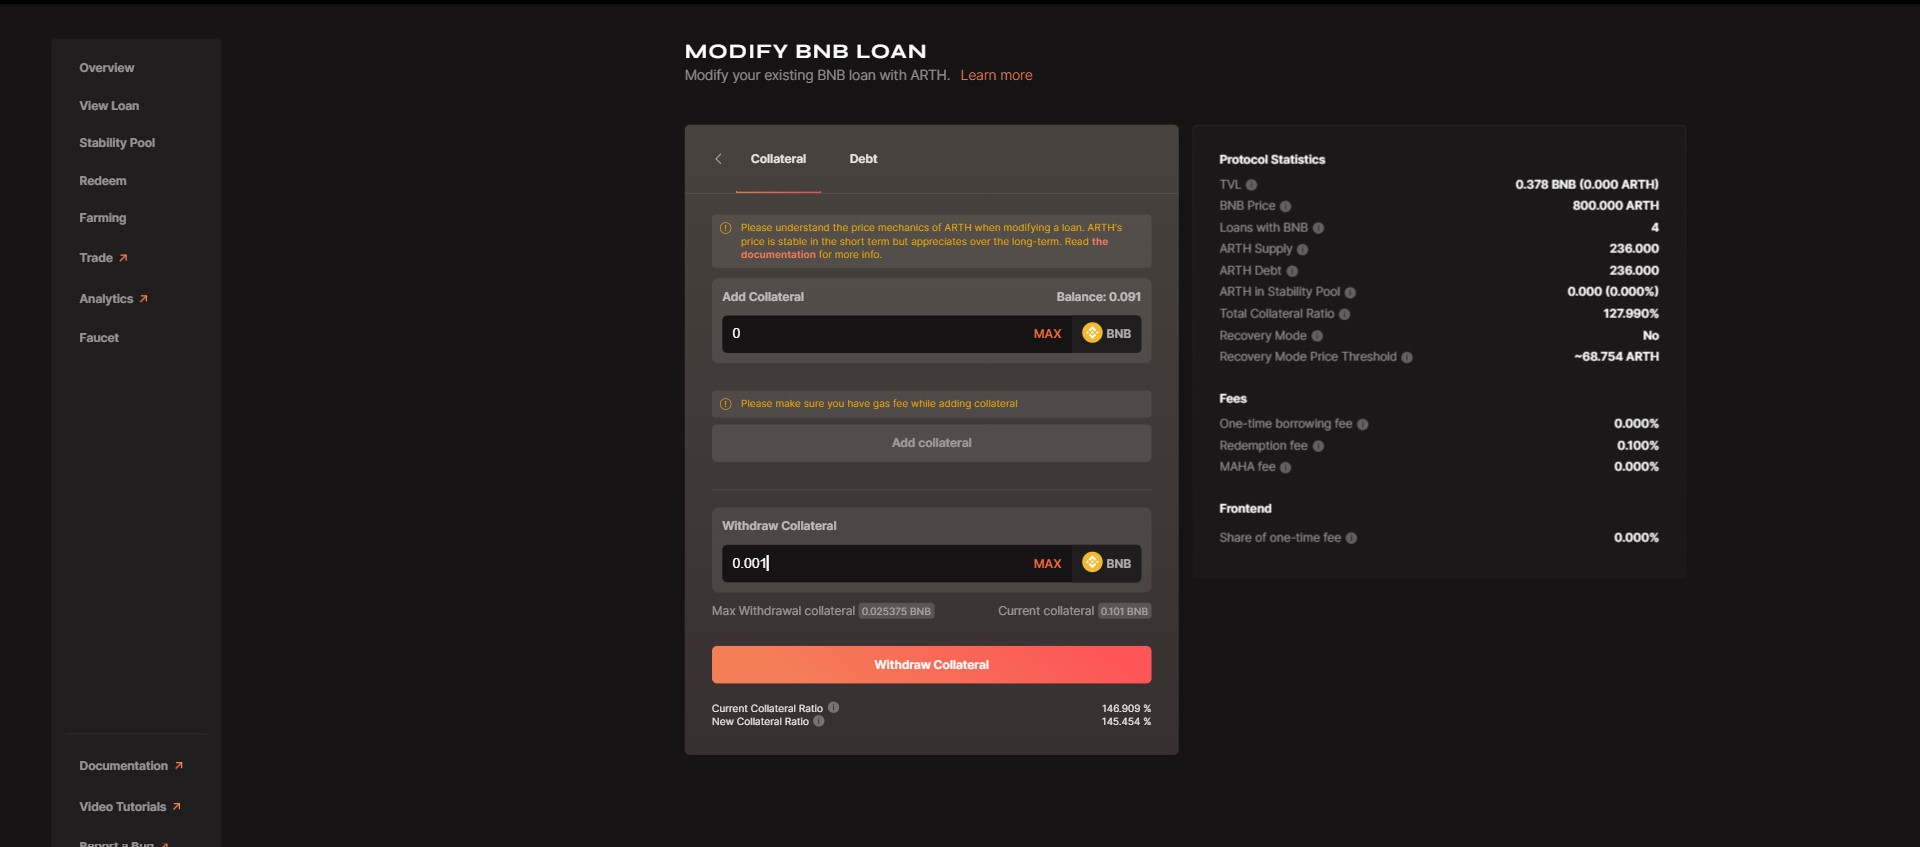 Overview
View Loan
Stability Pool
Redeem
Farming
Trade
Analytics
Faucet
Documentation
Video Tutorials
Report a Bug
MODIFY BNB LOAN
Modify your existing BNB loan with ARTH. Learn more
Collateral Debt
Please understand the price mechanics of ARTH when modifying a loan. ARTH's
price is stable in the short term but appreciates over the long-term. Read the
documentation for more info.
Add Collateral Balance: 0.091
0 MAX BNB
Please make sure you have gas fee while adding collateral
Add collateral
Withdraw Collateral
0.001 MAX BNB
Max Withdrawal collateral 0.025375 BNB Current collateral 0.101 BNB
Withdraw Collateral
Current Collateral Ratio 146.909 %
New Collateral Ratio 145.454 %
Protocol Statistics
TVL 0.378 BNB (0.000 ARTH)
BNB Price 800.000 ARTH
Loans with BNB 4
ARTH Supply 236.000
ARTH Debt 236.000
ARTH in Stability Pool 0.000 (0.000%)
Total Collateral Ratio 127.990%
Recovery Mode No
Recovery Mode Price Threshold ~68.754 ARTH
Fees
One-time borrowing fee 0.000%
Redemption fee 0.100%
MAHA fee 0.000%
Frontend
Share of one-time fee 0.000%